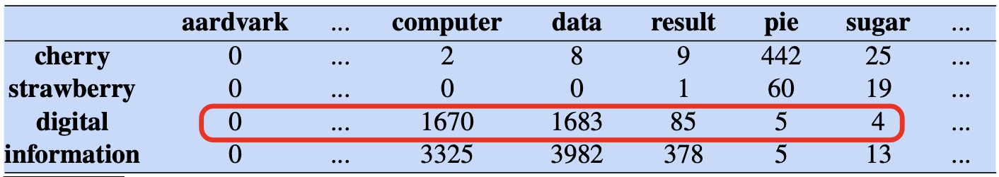 aardvark ... computer data result pie sugar ...
cherry 0 ... 2 8 9 442 25 ...
strawberry 0 ... 0 0 1 60 19 ...
digital 0 ... 1670 1683 85 5 4 ...
information 0 ... 3325 3982 378 5 13 ...